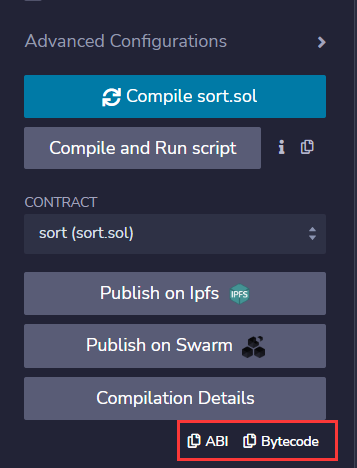 Advanced Configurations
Compile sort.sol
Compile and Run script
CONTRACT
sort (sort.sol)
Publish on Ipfs IPFS
Publish on Swarm
Compilation Details
ABI Bytecode